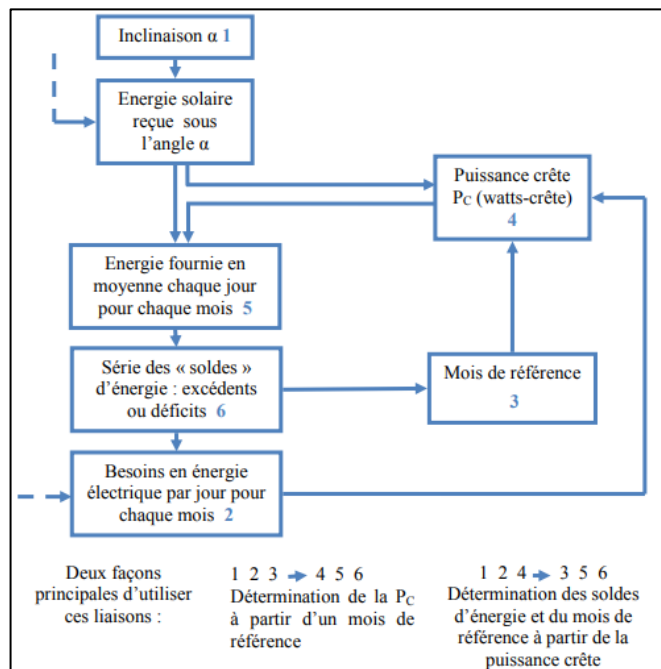 Inclinaison α 1
Energie solaire
reçue sous
l'angle α
Puissance crête
PC (watts-crête)
4
Energie fournie en
moyenne chaque jour
pour chaque mois 5
Série des « soldes »
d'énergie : excédents
ou déficits 6
Mois de référence
3
Besoins en énergie
électrique par jour pour
chaque mois 2
Deux façons
principales d'utiliser
ces liaisons :
1 2 3 → 4 5 6
Détermination de la PC
à partir d'un mois de
référence
1 2 4 → 3 5 6
Détermination des soldes
d'énergie et du mois de
référence à partir de la
puissance crête